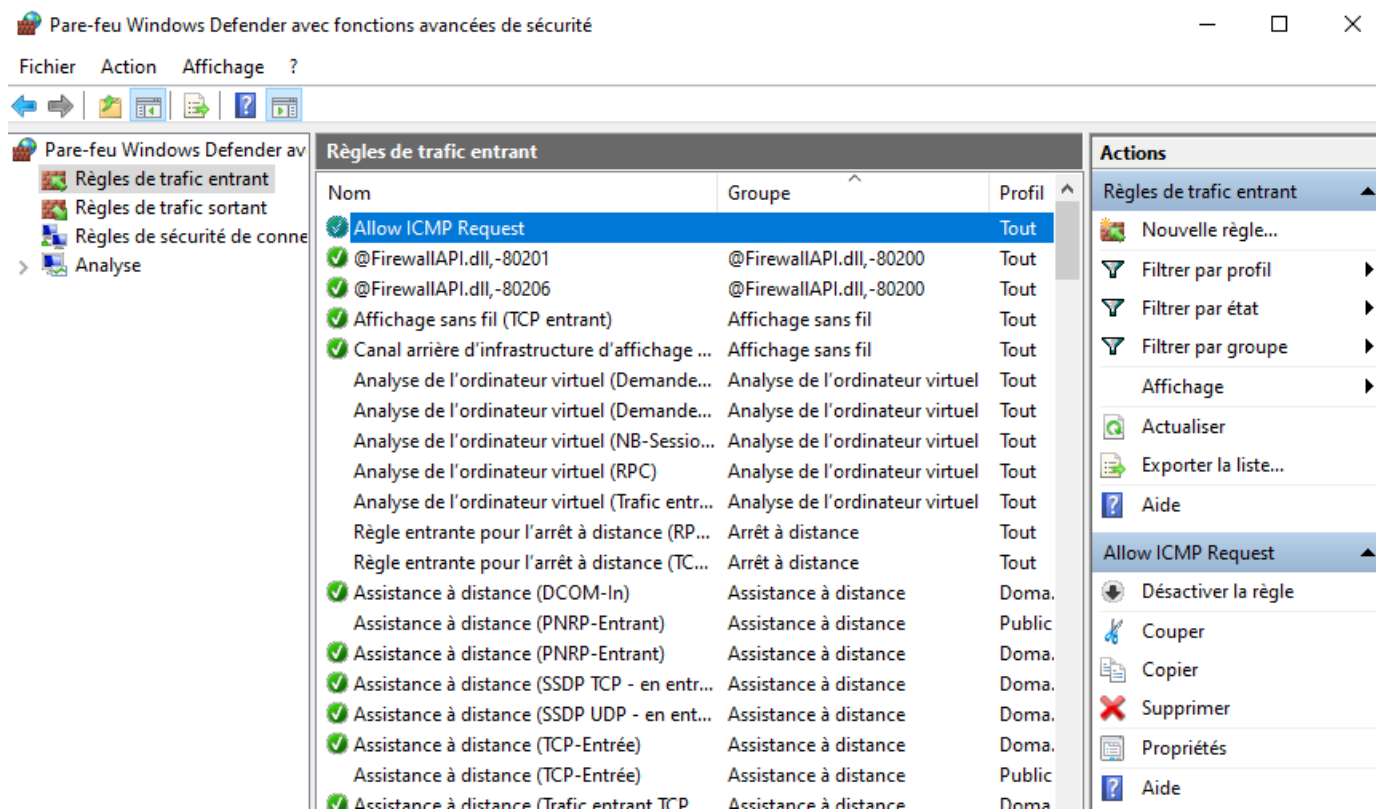 Pare-feu Windows Defender avec fonctions avancées de sécurité
Fichier Action Affichage ?
Pare-feu Windows Defender av
Règles de trafic entrant
Règles de trafic sortant
Règles de sécurité de conne
Analyse
Règles de trafic entrant
Nom Groupe Profil
Allow ICMP Request Tout
@FirewallAPI.dll,-80201 @FirewallAPI.dll,-80200 Tout
@FirewallAPI.dll,-80206 @FirewallAPI.dll,-80200 Tout
Affichage sans fil (TCP entrant) Affichage sans fil Tout
Canal arrière d'infrastructure d'affichage ... Affichage sans fil Tout
Analyse de l'ordinateur virtuel (Demande... Analyse de l'ordinateur virtuel Tout
Analyse de l'ordinateur virtuel (Demande... Analyse de l'ordinateur virtuel Tout
Analyse de l'ordinateur virtuel (NB-Sessio... Analyse de l'ordinateur virtuel Tout
Analyse de l'ordinateur virtuel (RPC) Analyse de l'ordinateur virtuel Tout
Analyse de l'ordinateur virtuel (Trafic entr... Analyse de l'ordinateur virtuel Tout
Règle entrante pour l'arrêt à distance (RP... Arrêt à distance Tout
Règle entrante pour l'arrêt à distance (TC... Arrêt à distance Tout
Assistance à distance (DCOM-In) Assistance à distance Doma.
Assistance à distance (PNRP-Entrant) Assistance à distance Public
Assistance à distance (PNRP-Entrant) Assistance à distance Doma.
Assistance à distance (SSDP TCP - en entr... Assistance à distance Doma.
Assistance à distance (SSDP UDP - en ent... Assistance à distance Doma.
Assistance à distance (TCP-Entrée) Assistance à distance Doma.
Assistance à distance (TCP-Entrée) Assistance à distance Public
Assistance à distance (Trafic entrant TCP Assistance à distance Doma
Actions
Règles de trafic entrant
Nouvelle règle...
Filtrer par profil
Filtrer par état
Filtrer par groupe
Affichage
Actualiser
Exporter la liste...
Aide
Allow ICMP Request
Désactiver la règle
Couper
Copier
Supprimer
Propriétés
Aide